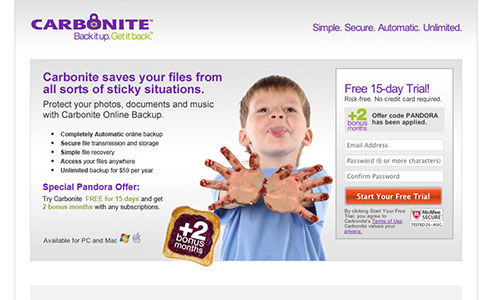 CARBONITE™
Back it up. Get it back.™
Simple. Secure. Automatic. Unlimited.
Carbonite saves your files from
all sorts of sticky situations.
Protect your photos, documents and music
with Carbonite Online Backup.
• Completely Automatic online backup
• Secure file transmission and storage
• Simple file recovery
• Access your files anywhere
• Unlimited backup for $59 per year
Special Pandora Offer:
Try Carbonite FREE for 15 days and get
2 bonus months with any subscriptions.
Available for PC and Mac
+2
bonus
months
Free 15-day Trial!
Risk-free. No credit card required.
+2
bonus
months
Offer code PANDORA
has been applied.
Email Address
Password (6 or more characters)
Confirm Password
Start Your Free Trial
By clicking Start Your Free
Trial, you agree to
Carbonite's Terms of Use.
Carbonite values your
privacy.
McAfee
SECURE
TESTED 25-AUG